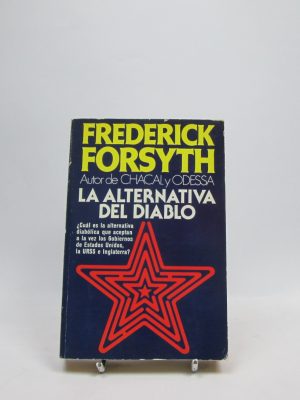 FREDERICK
FORSYTH
Autor de CHACAL y ODESSA
LA ALTERNATIVA
DEL DIABLO
¿Cuál es la alternativa
diabólica que aceptan
a la vez los Gobiernos
de Estados Unidos,
la URSS e Inglaterra?